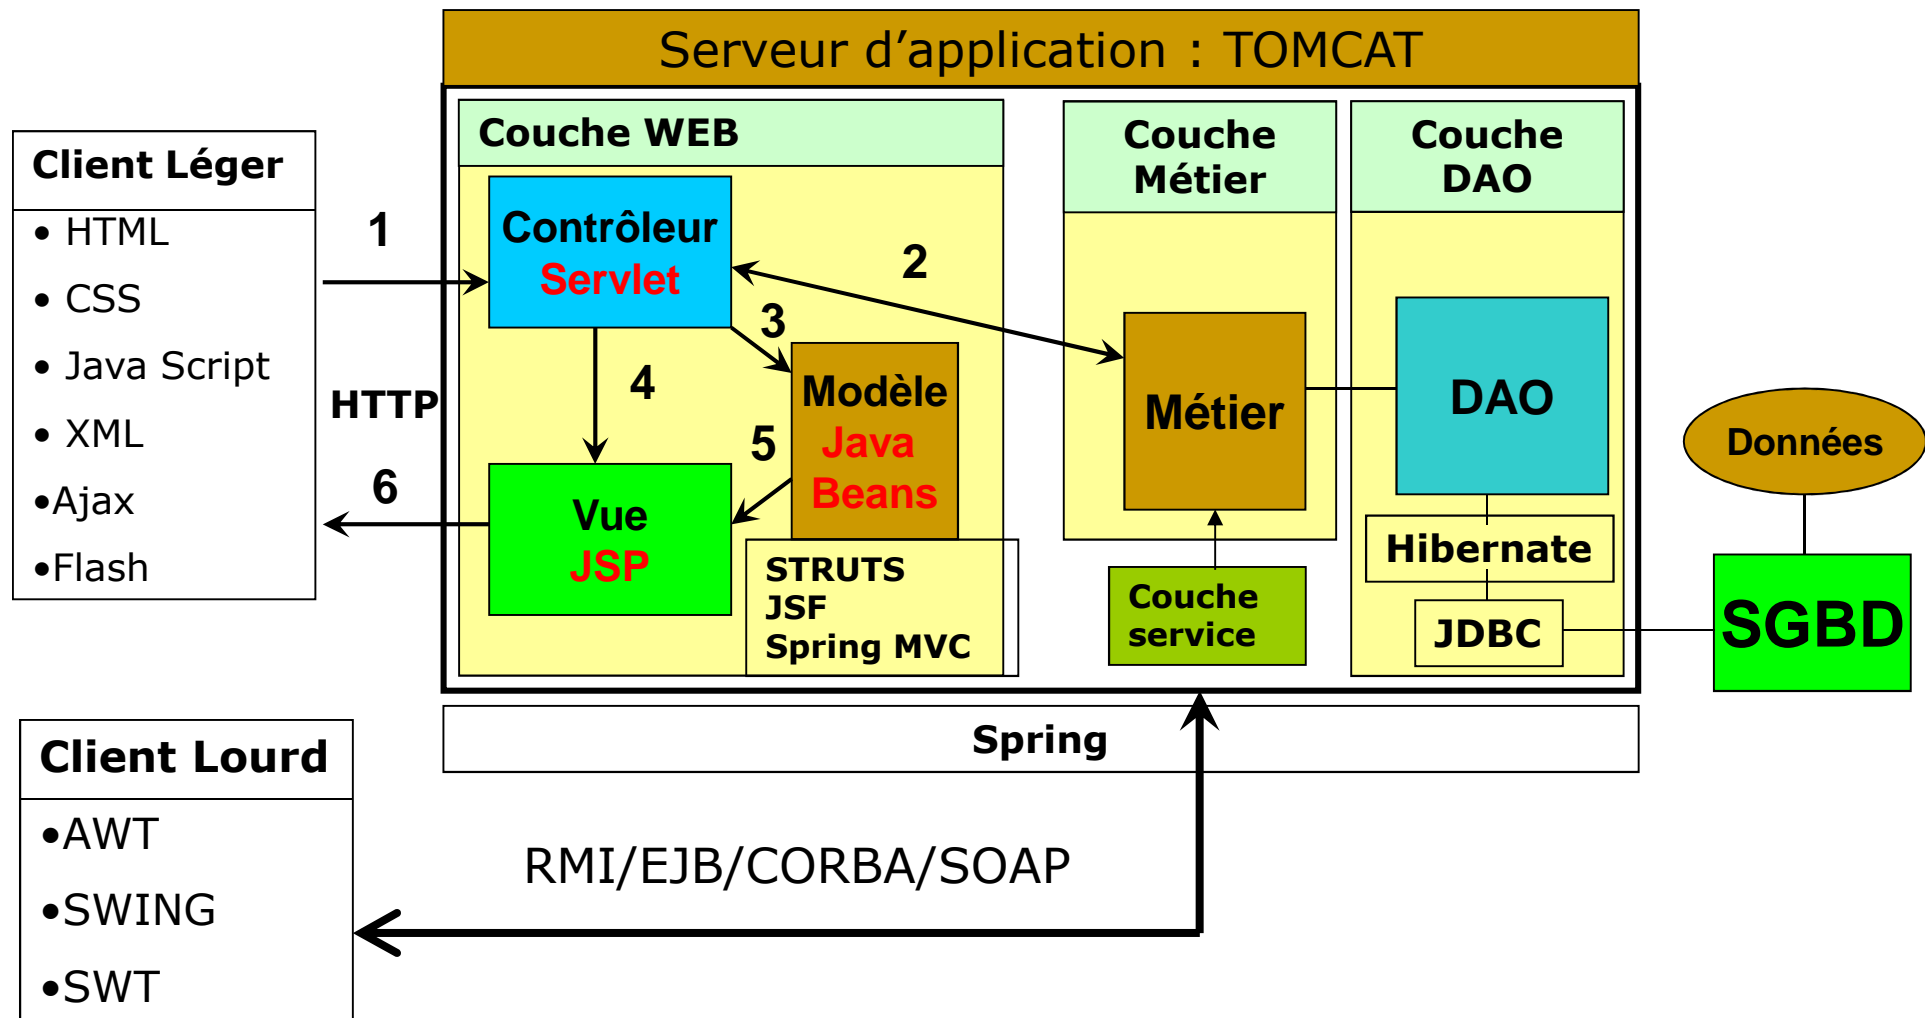 Serveur d’application : TOMCAT
Client Léger
• HTML
• CSS
• Java Script
• XML
•Ajax
•Flash
1
HTTP
6
Couche WEB
Contrôleur
Servlet
2
3
4
Modèle
Java
Beans
5
Vue
JSP
STRUTS
JSF
Spring MVC
Couche
Métier
Métier
Couche
service
Couche
DAO
DAO
Hibernate
JDBC
Données
SGBD
Spring
Client Lourd
•AWT
•SWING
•SWT
RMI/EJB/CORBA/SOAP